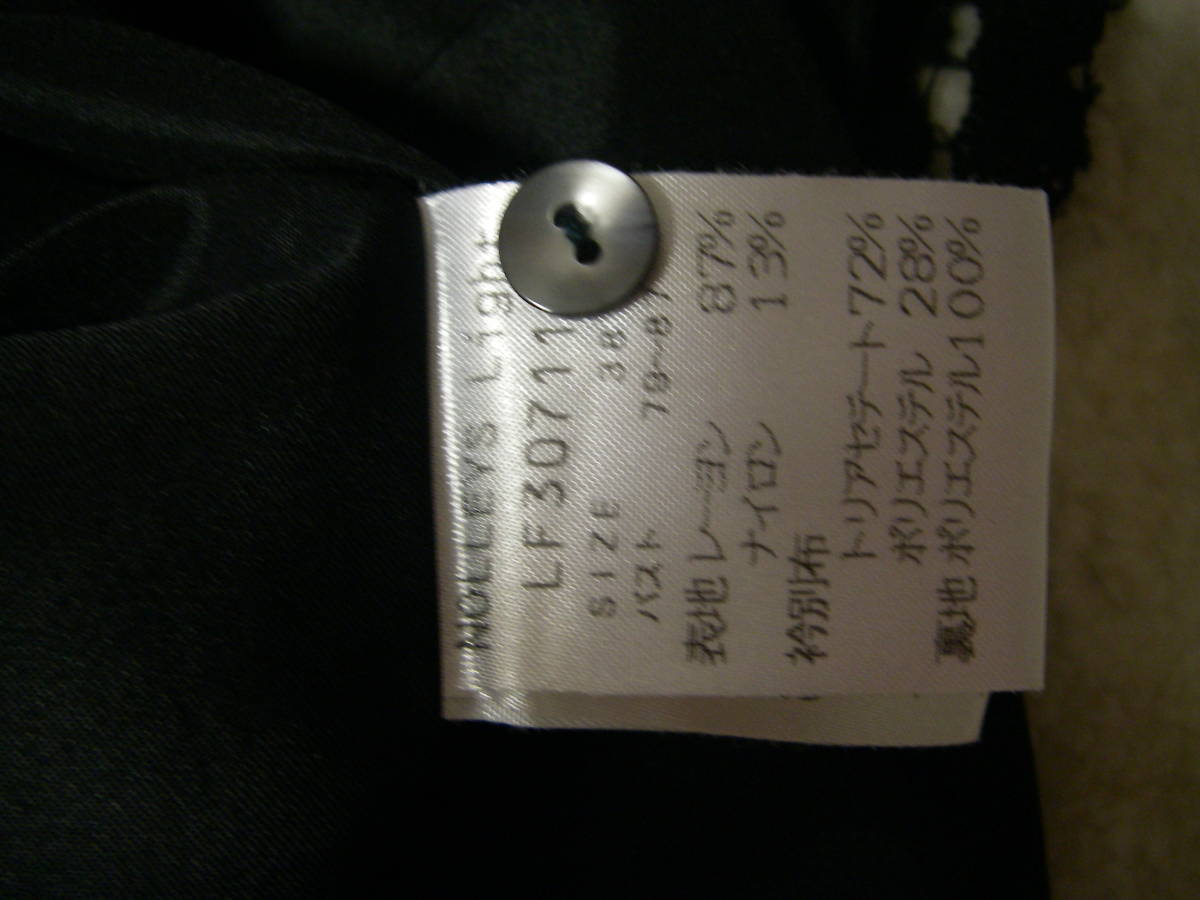 MOLLEYS Light
LF30711
SIZE 38
バスト 79~87
表地 レーヨン 87%
ナイロン 13%
衿別布
トリアセテート 72%
ポリエステル 28%
裏地 ポリエステル100%